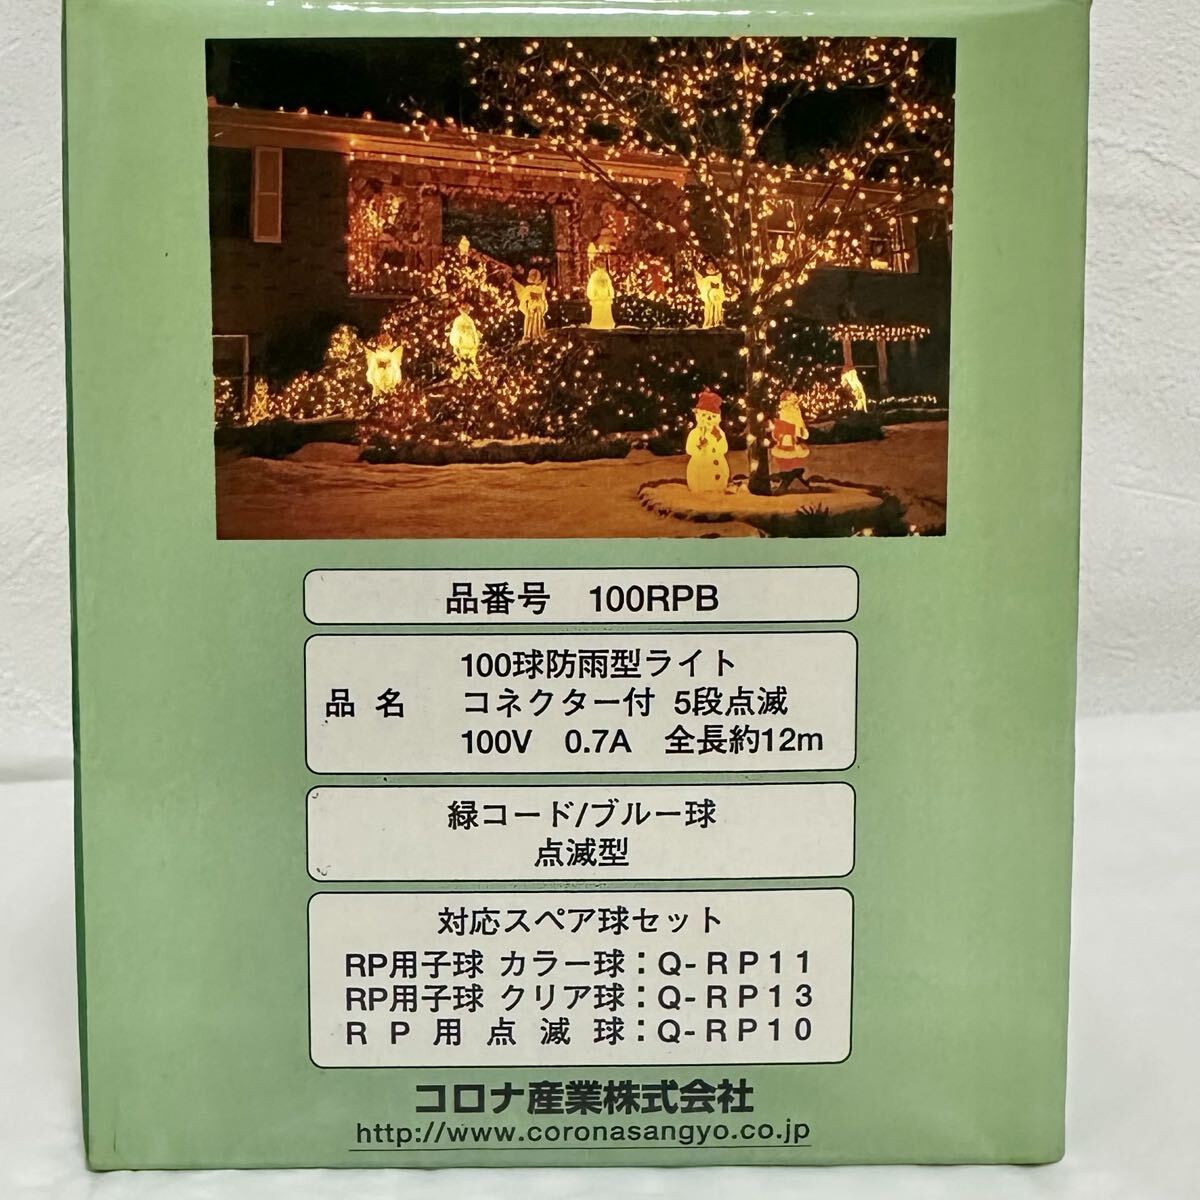 品番号 100RPB
100球防雨型ライト
品 名 コネクター付 5段点滅
100V 0.7A 全長約12m
緑コード/ブルー球
点滅型
対応スペア球セット
RP用子球 カラー球：Q-RP11
RP用子球 クリア球：Q-RP13
RP用点滅球：Q-RP10
コロナ産業株式会社
http://www.coronasangyo.co.jp